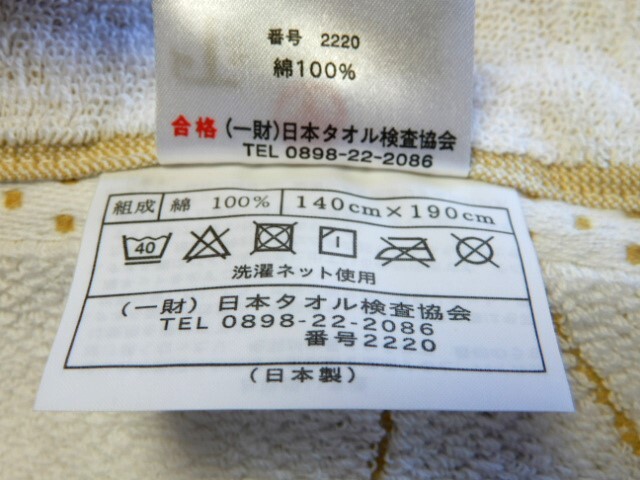 番号 2220
綿100%
合格 (一財)日本タオル検査協会
TEL 0898-22-2086
組成 綿 100% 140cm×190cm
40
洗濯ネット使用
(一財)日本タオル検査協会
TEL 0898-22-2086
番号2220
(日本製)